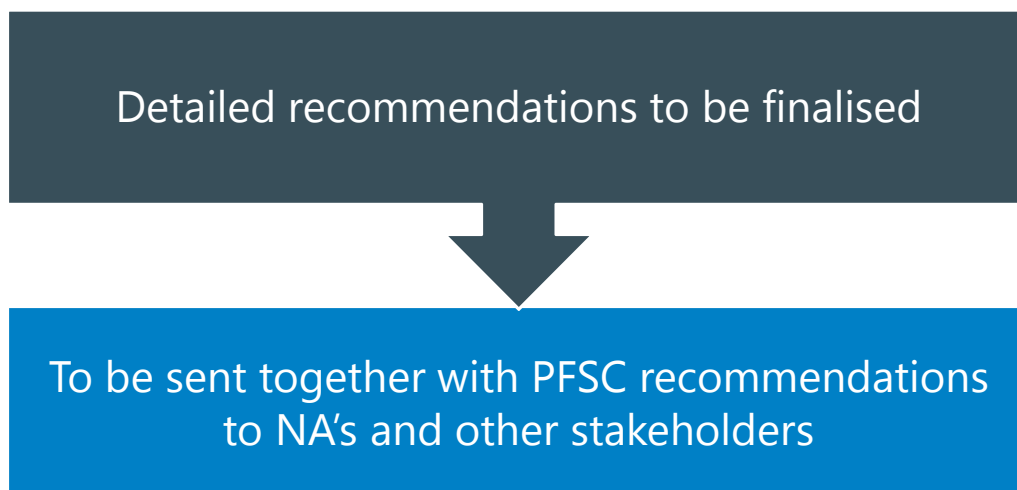 Detailed recommendations to be finalised
To be sent together with PFSC recommendations
to NA’s and other stakeholders